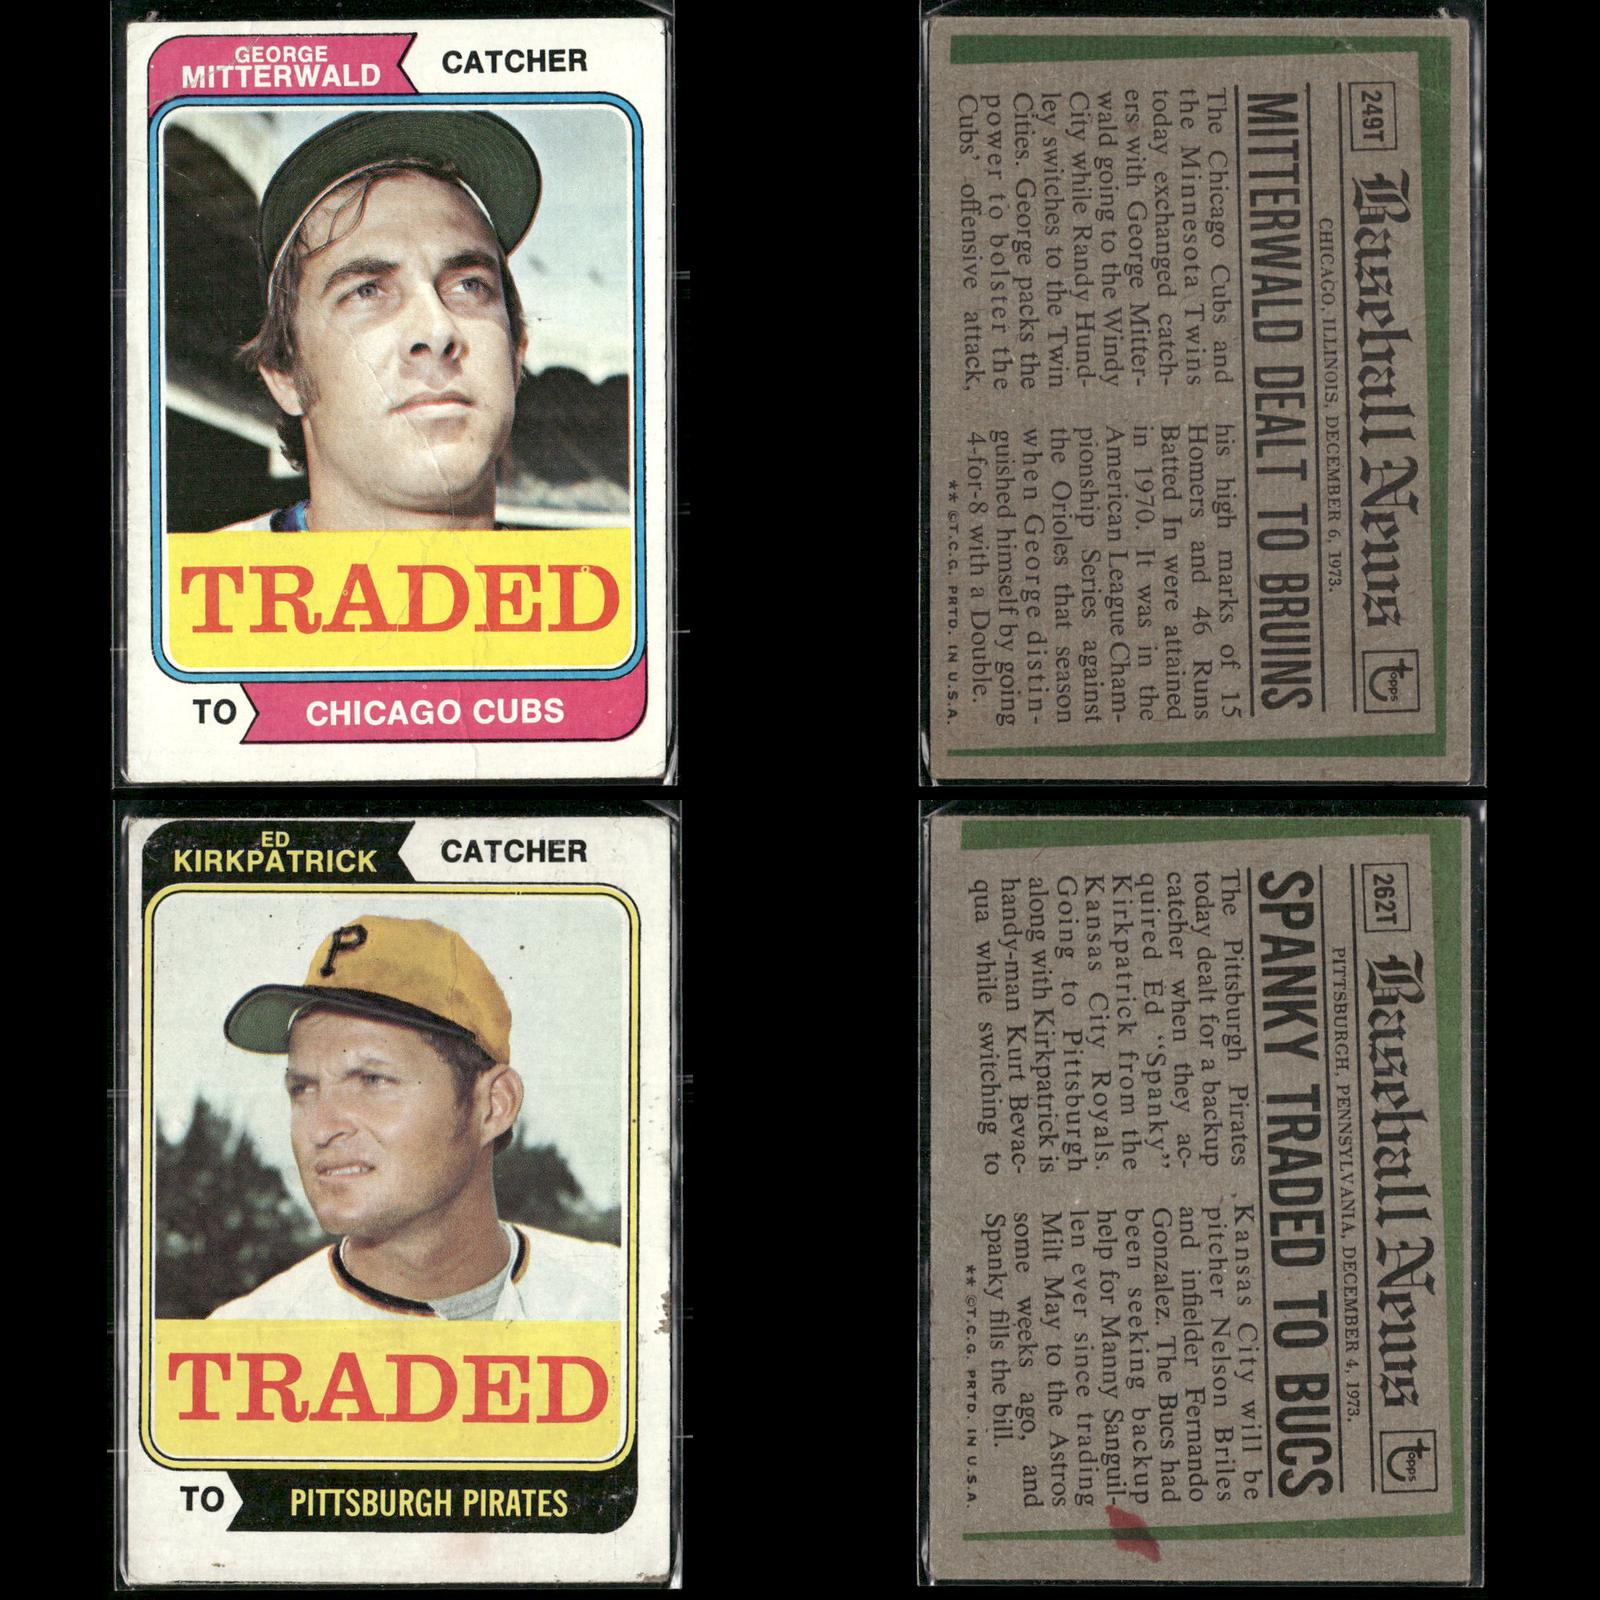 GEORGE
MITTERWALD
CATCHER
TRADED
TO
CHICAGO CUBS
249T
Baseball News
topps
CHICAGO, ILLINOIS, DECEMBER 6, 1973.
MITTERWALD DEALT TO BRUINS
The Chicago Cubs and
the Minnesota Twins
today exchanged catch-
ers with George Mitter-
wald going to the Windy
City while Randy Hund-
ley switches to the Twin
Cities. George packs the
power to bolster the
Cubs' offensive attack,
his high marks of 15
Homers and 46 Runs
Batted In were attained
in 1970. It was in the
American League Cham-
pionship Series against
the Orioles that season
when George distin-
guished himself by going
4-for-8 with a Double.
**©T.C.G. PRTD. IN U.S.A.
ED
KIRKPATRICK
CATCHER
P
TRADED
TO
PITTSBURGH PIRATES
262T
Baseball News
topps
PITTSBURGH, PENNSYLVANIA, DECEMBER 4, 1973.
SPANKY TRADED TO BUCS
The Pittsburgh Pirates
today dealt for a backup
catcher when they ac-
quired Ed "Spanky"
Kirkpatrick from the
Kansas City Royals.
Going to Pittsburgh
along with Kirkpatrick is
handy-man Kurt Bevac-
qua while switching to
Kansas City will be
pitcher Nelson Briles
and infielder Fernando
Gonzalez. The Bucs had
been seeking backup
help for Manny Sanguil-
len ever since trading
Milt May to the Astros
some weeks ago, and
Spanky fills the bill.
**©T.C.G. PRTD. IN U.S.A.